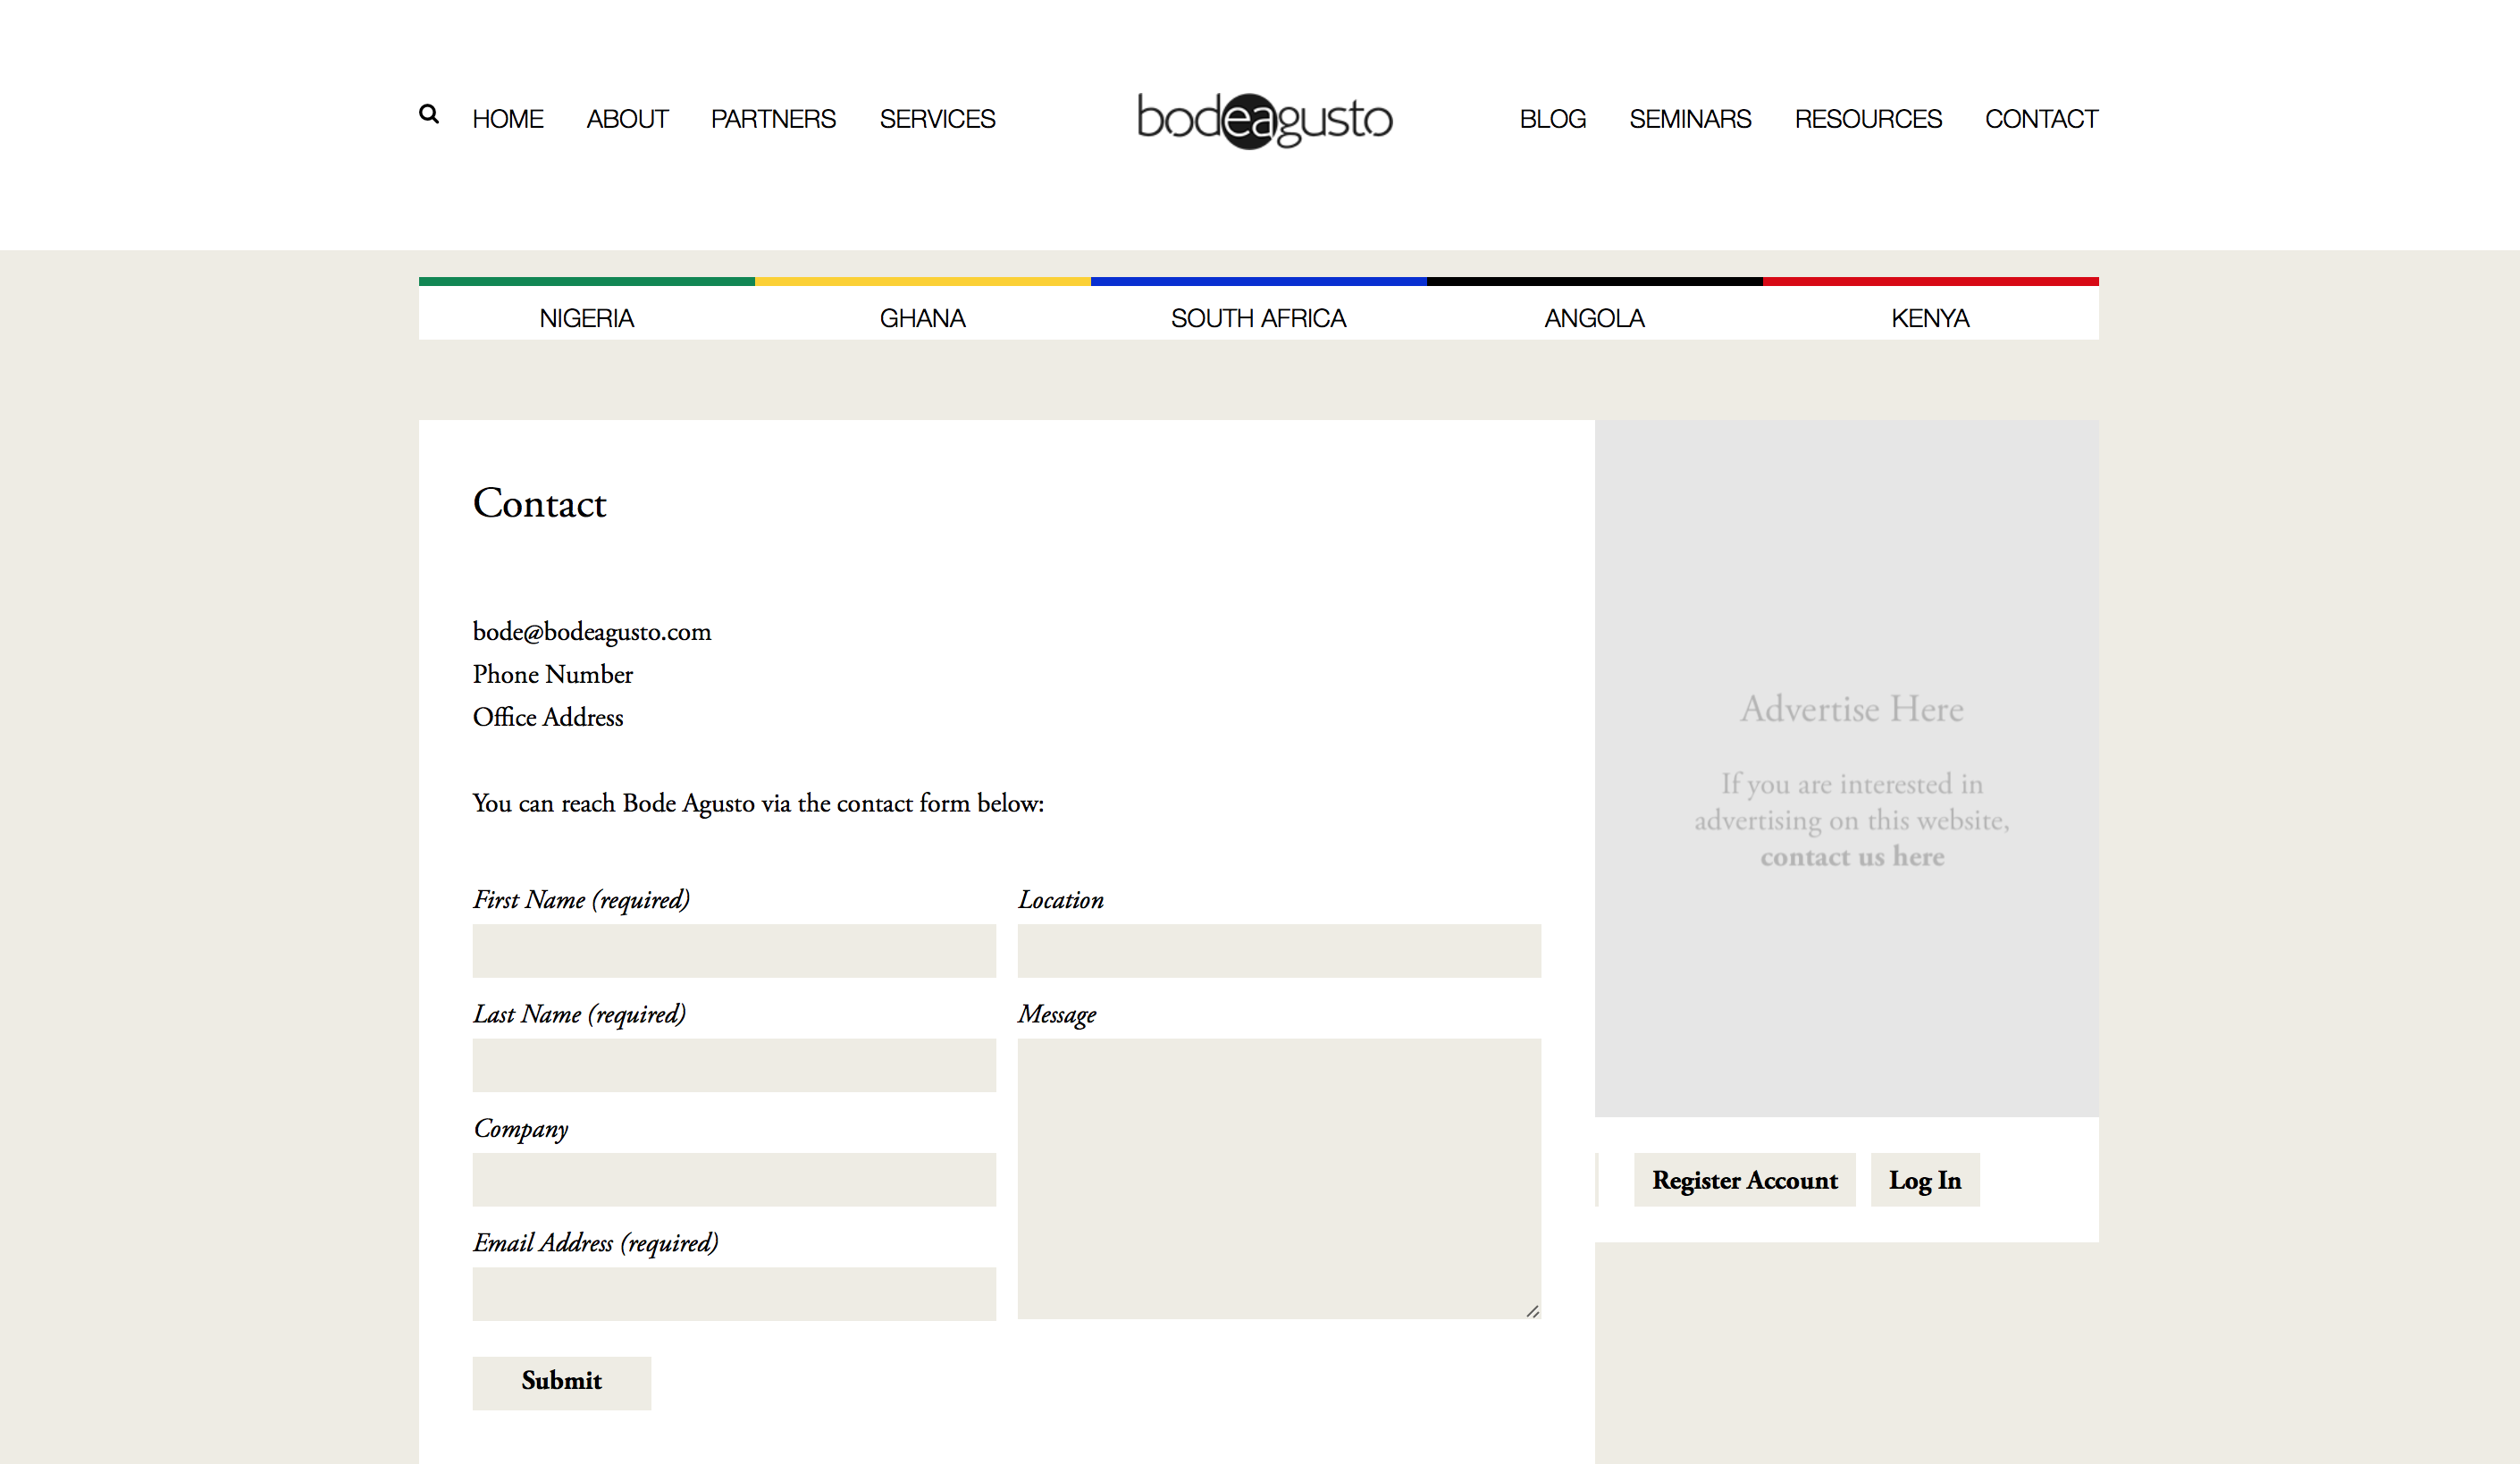 HOME ABOUT PARTNERS SERVICES bodeagusto BLOG SEMINARS RESOURCES CONTACT
NIGERIA GHANA SOUTH AFRICA ANGOLA KENYA
Contact
bode@bodeagusto.com
Phone Number
Office Address
You can reach Bode Agusto via the contact form below:
First Name (required)
Last Name (required)
Company
Email Address (required)
Location
Message
Submit
Advertise Here
If you are interested in
advertising on this website,
contact us here
Register Account Log In